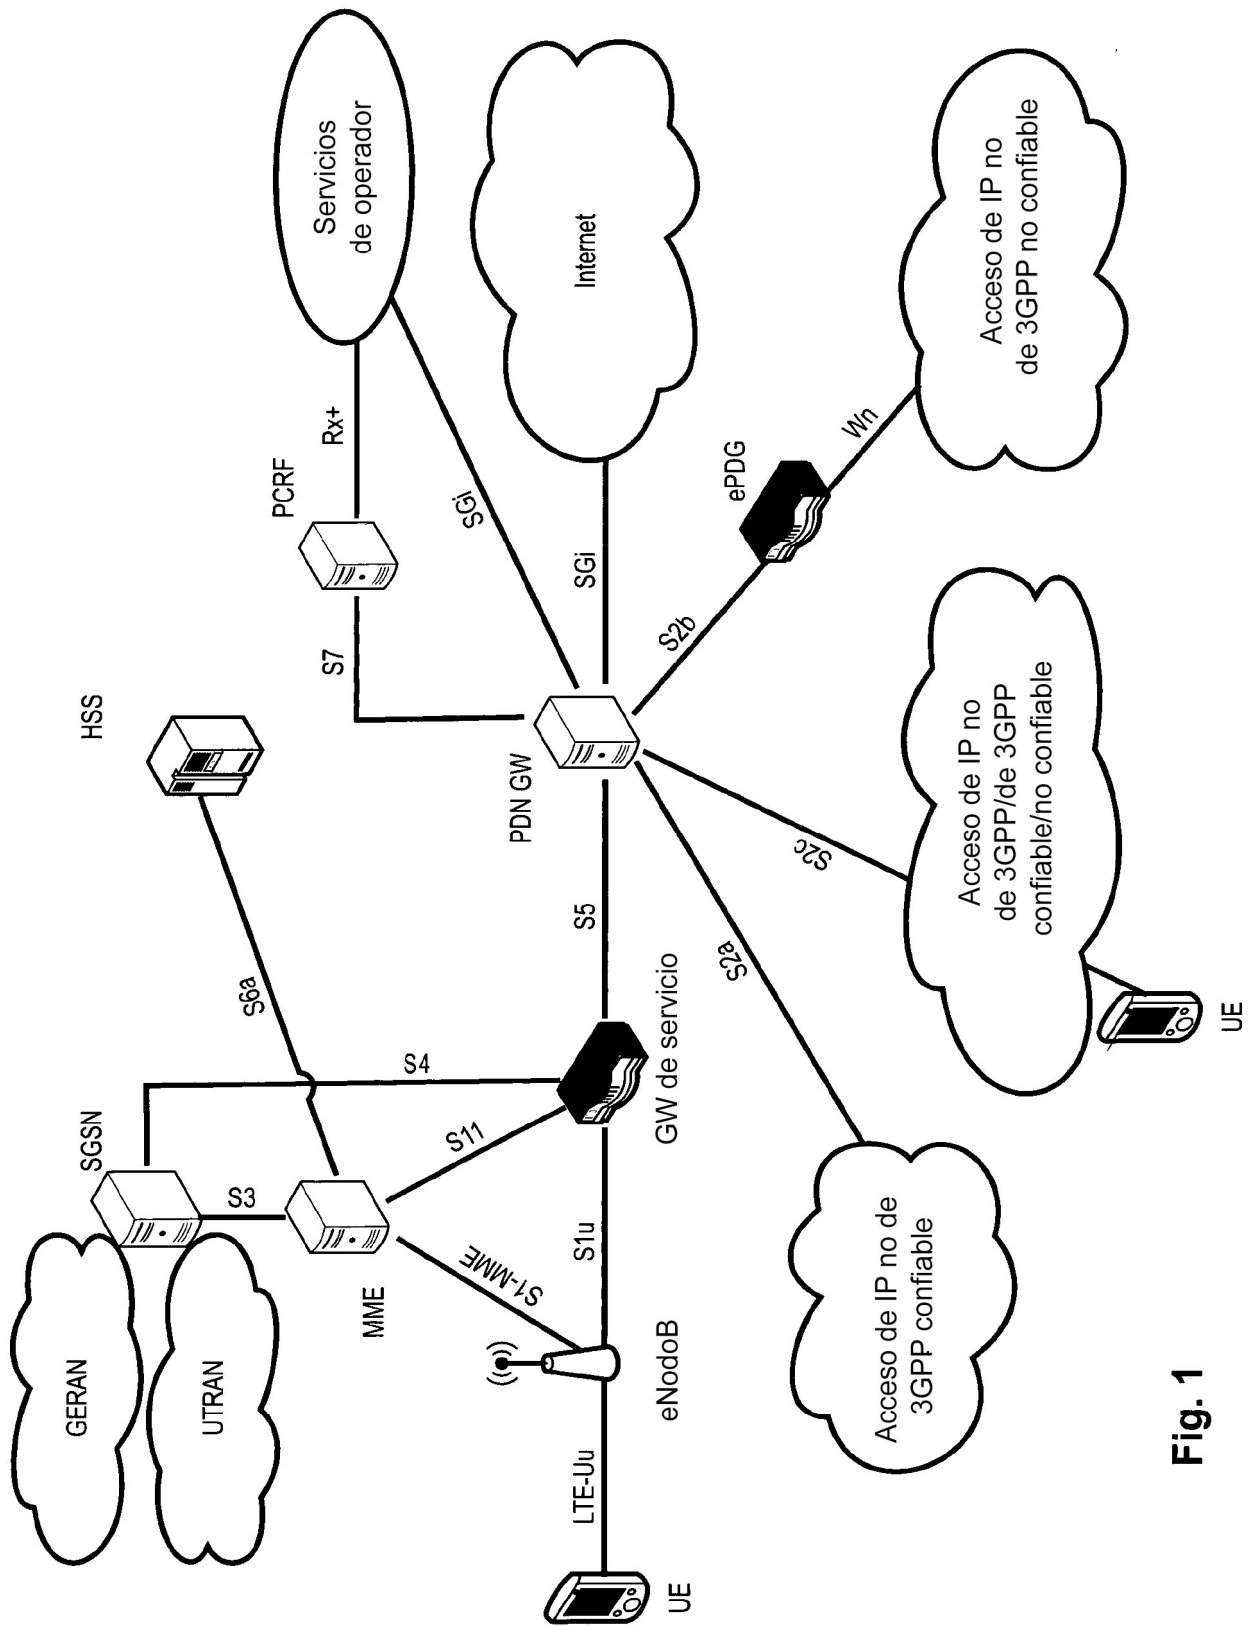 GERAN
UTRAN
SGSN
HSS
S3
S6a
S4
MME
S11
S1-MME
S7
PCRF
Rx+
Servicios
de operador
SGi
Internet
UE
LTE-Uu
eNodoB
S1u
GW de servicio
S5
PDN GW
SGi
S2a
S2c
S2b
ePDG
Wn
Acceso de IP no de
3GPP confiable
Acceso de IP no
de 3GPP/de 3GPP
confiable/no confiable
Acceso de IP no
de 3GPP no confiable
UE
Fig. 1